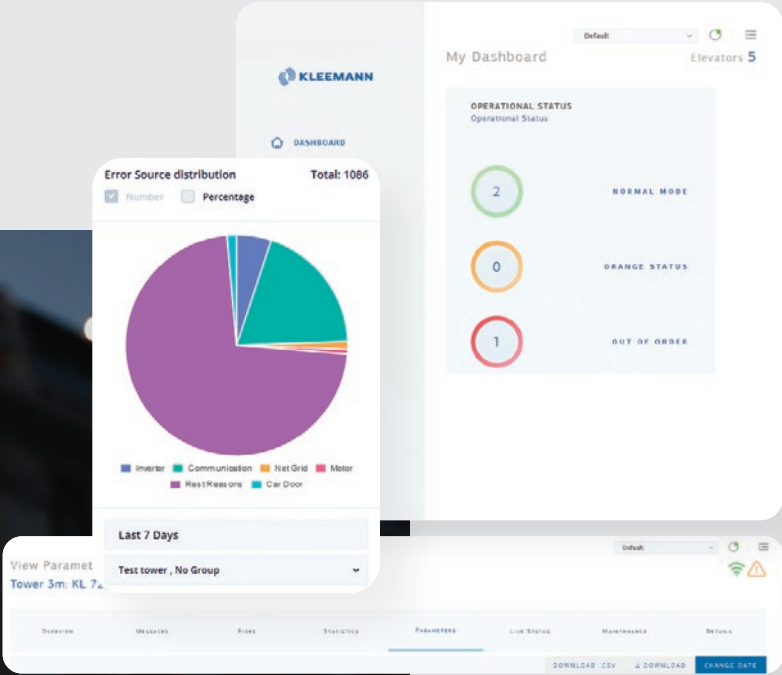 Default
My Dashboard
Elevators 5
KLEEMANN
DASHBOARD
OPERATIONAL STATUS
Operational Status
2 NORMAL MODE
0 ORANGE STATUS
1 OUT OF ORDER
Error Source distribution Total: 1086
Number Percentage
Inverter Communication Net Grid Motor
Rest Reasons Car Door
Last 7 Days
Test tower , No Group
Default
View Paramet
Tower 3m: KL
Overview Messages Rides Statistics Parameters Live Status Maintenance Details
DOWNLOAD .CSV DOWNLOAD CHANGE DATE